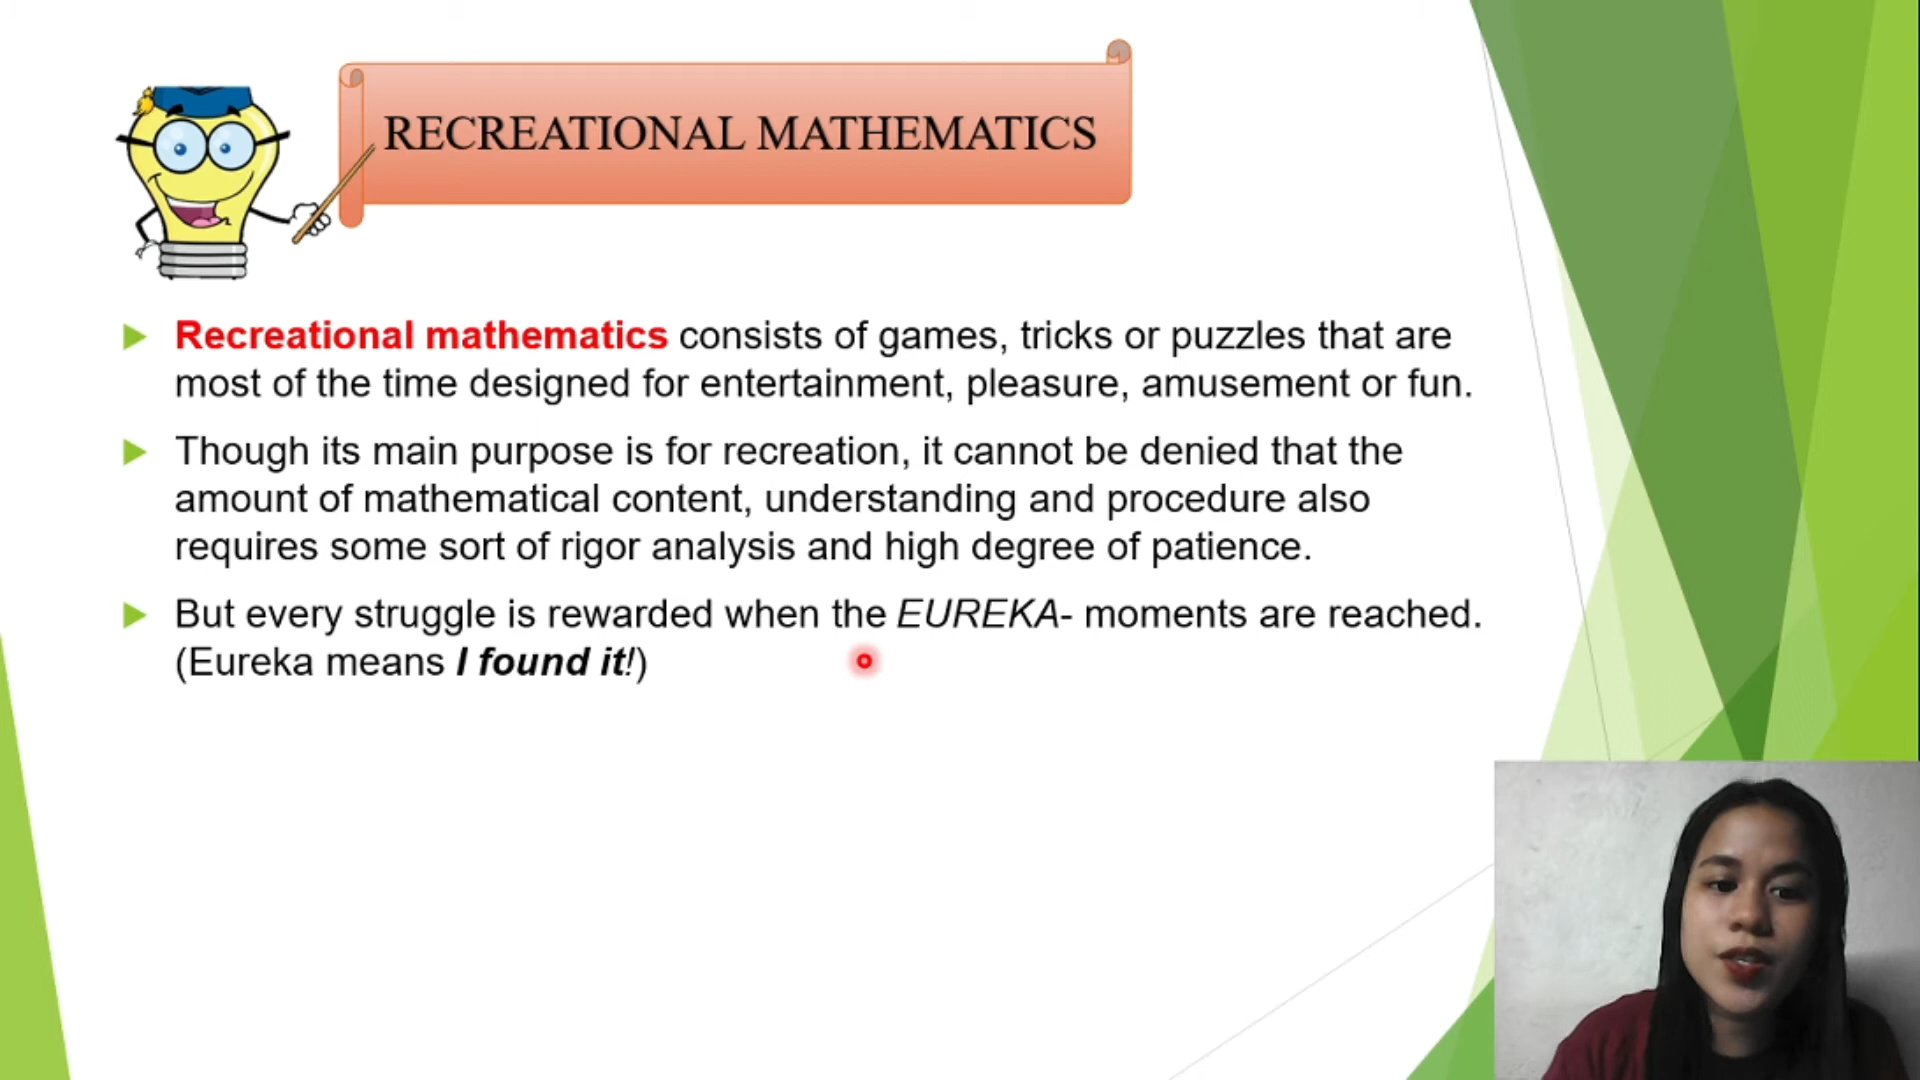 RECREATIONAL MATHEMATICS
Recreational mathematics consists of games, tricks or puzzles that are
most of the time designed for entertainment, pleasure, amusement or fun.
Though its main purpose is for recreation, it cannot be denied that the
amount of mathematical content, understanding and procedure also
requires some sort of rigor analysis and high degree of patience.
But every struggle is rewarded when the EUREKA- moments are reached.
(Eureka means I found it!)